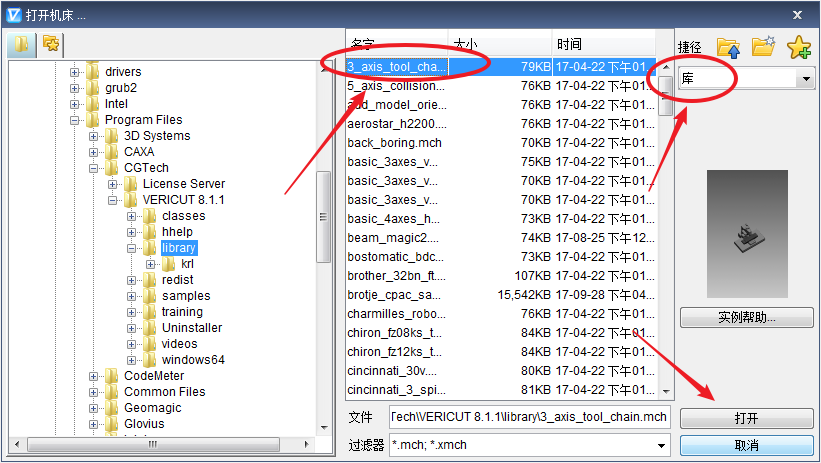 打开机床 ...
drivers
grub2
Intel
Program Files
3D Systems
CAXA
CGTech
License Server
VERICUT 8.1.1
classes
hhelp
library
krl
redist
samples
training
Uninstaller
videos
windows64
CodeMeter
Common Files
Geomagic
Glovius
名字 大小 时间
3_axis_tool_cha... 79KB 17-04-22 下午01...
5_axis_collision... 76KB 17-04-22 下午01...
add_model_orie... 76KB 17-04-22 下午01...
aerostar_h2200... 76KB 17-04-22 下午01...
back_boring.mch 70KB 17-04-22 下午01...
basic_3axes_v... 75KB 17-04-22 下午01...
basic_3axes_v... 76KB 17-04-22 下午01...
basic_3axes_v... 70KB 17-04-22 下午01...
basic_4axes_h... 73KB 17-04-22 下午01...
beam_magic2.... 74KB 17-08-25 下午12...
bostomatic_bdc... 73KB 17-04-22 下午01...
brother_32bn_ft... 107KB 17-04-22 下午01...
brotje_cpac_sa... 15,542KB 17-09-28 下午04...
charmilles_robo... 76KB 17-04-22 下午01...
chiron_fz08ks_t... 84KB 17-04-22 下午01...
chiron_fz12ks_t... 84KB 17-04-22 下午01...
cincinnati_30v.... 80KB 17-04-22 下午01...
cincinnati_3_spi... 81KB 17-04-22 下午01...
捷径
库
实例帮助...
文件 Tech\VERICUT 8.1.1\library\3_axis_tool_chain.mch
打开
过滤器 *.mch; *.xmch
取消